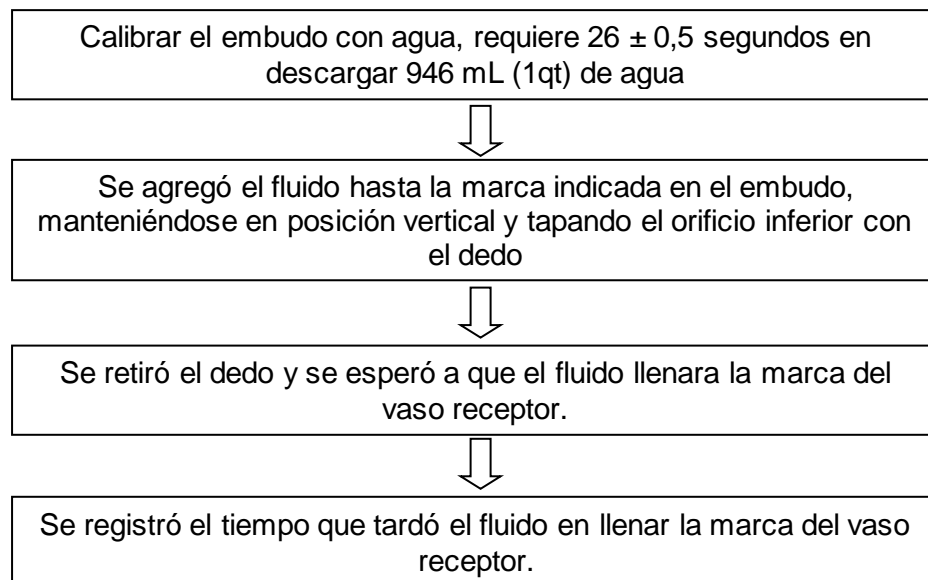 Calibrar el embudo con agua, requiere 26 ± 0,5 segundos en
descargar 946 mL (1qt) de agua
Se agregó el fluido hasta la marca indicada en el embudo,
manteniéndose en posición vertical y tapando el orificio inferior con
el dedo
Se retiró el dedo y se esperó a que el fluido llenara la marca del
vaso receptor.
Se registró el tiempo que tardó el fluido en llenar la marca del vaso
receptor.